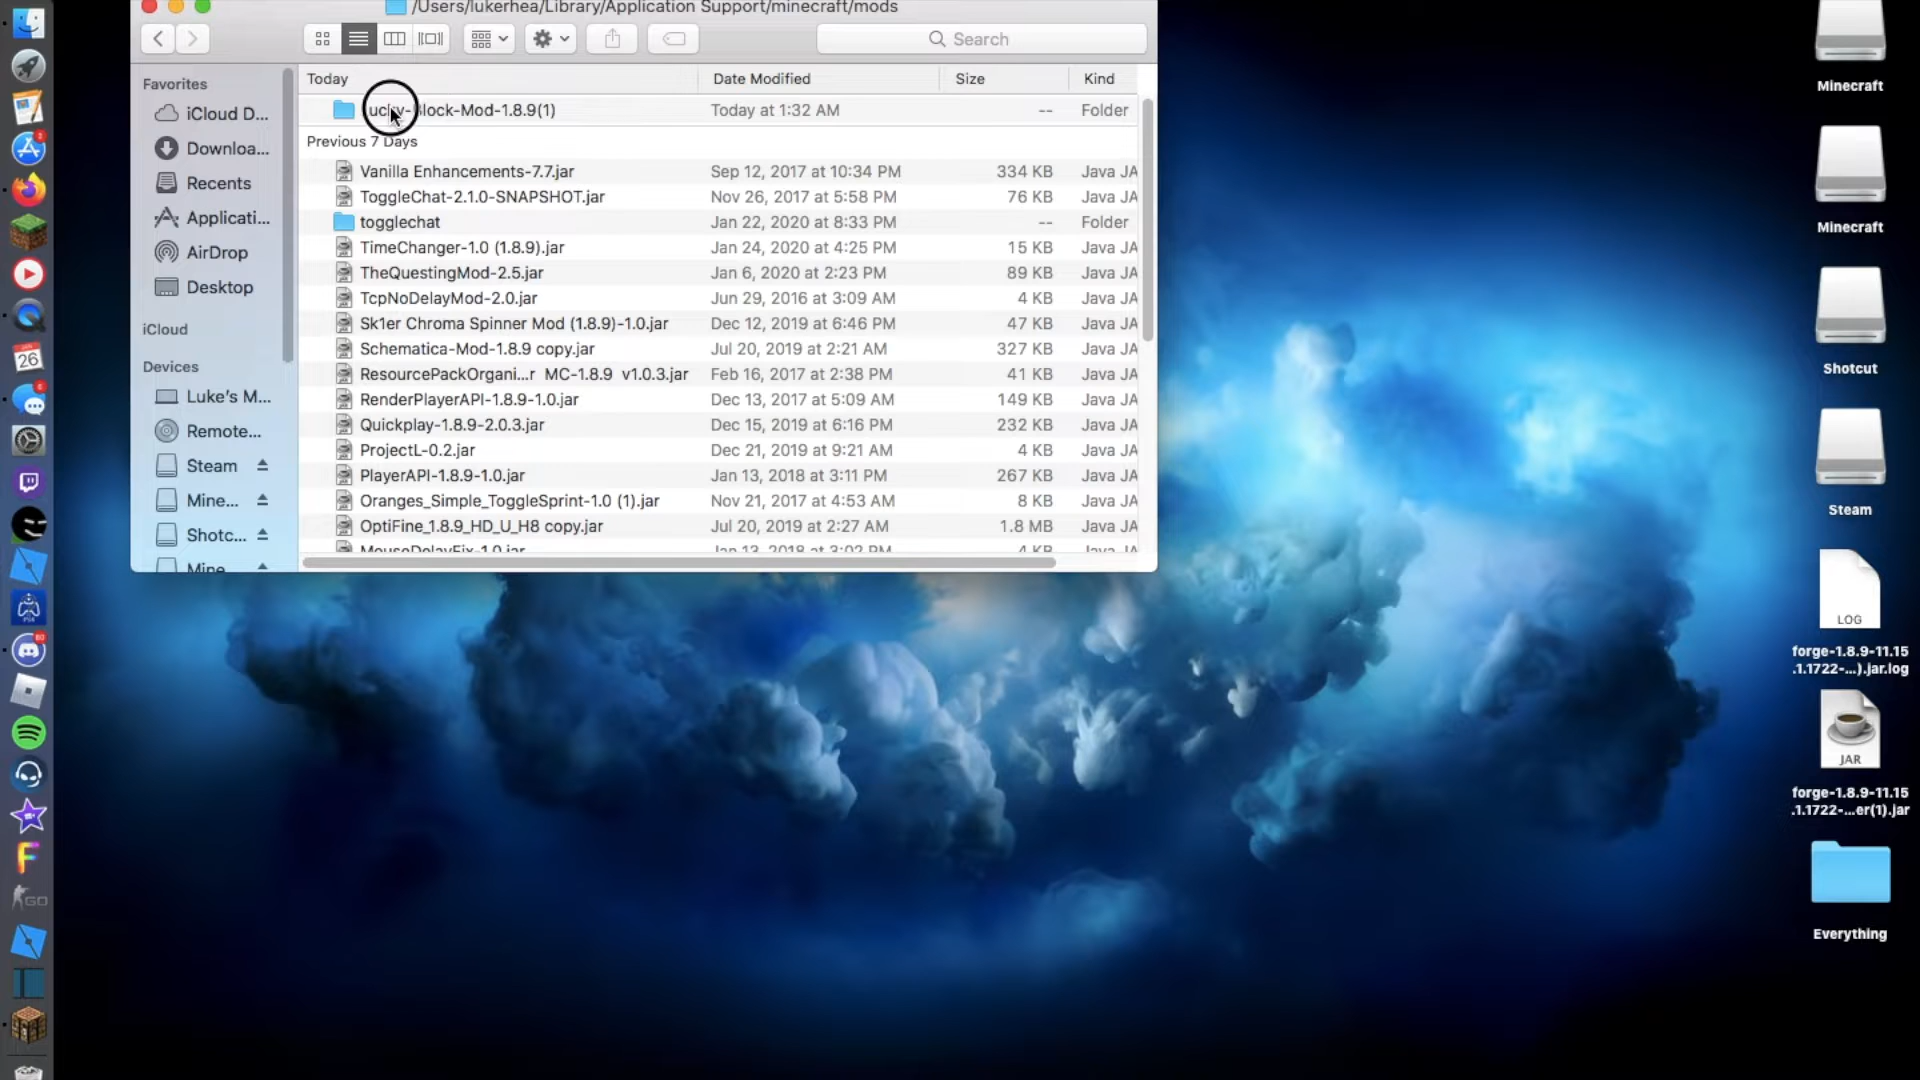 /Users/lukerhea/Library/Application Support/minecraft/mods
Search
Favorites
iCloud D...
Downloa...
Recents
Applicati...
AirDrop
Desktop
iCloud
Devices
Luke's M...
Remote...
Steam
Mine...
Shotc...
Mine
Today Date Modified Size Kind
Lucky-Block-Mod-1.8.9(1) Today at 1:32 AM -- Folder
Previous 7 Days
Vanilla Enhancements-7.7.jar Sep 12, 2017 at 10:34 PM 334 KB Java JA
ToggleChat-2.1.0-SNAPSHOT.jar Nov 26, 2017 at 5:58 PM 76 KB Java JA
togglechat Jan 22, 2020 at 8:33 PM -- Folder
TimeChanger-1.0 (1.8.9).jar Jan 24, 2020 at 4:25 PM 15 KB Java JA
TheQuestingMod-2.5.jar Jan 6, 2020 at 2:23 PM 89 KB Java JA
TcpNoDelayMod-2.0.jar Jun 29, 2016 at 3:09 AM 4 KB Java JA
Sk1er Chroma Spinner Mod (1.8.9)-1.0.jar Dec 12, 2019 at 6:46 PM 47 KB Java JA
Schematica-Mod-1.8.9 copy.jar Jul 20, 2019 at 2:21 AM 327 KB Java JA
ResourcePackOrgani...r MC-1.8.9 v1.0.3.jar Feb 16, 2017 at 2:38 PM 41 KB Java JA
RenderPlayerAPI-1.8.9-1.0.jar Dec 13, 2017 at 5:09 AM 149 KB Java JA
Quickplay-1.8.9-2.0.3.jar Dec 15, 2019 at 6:16 PM 232 KB Java JA
ProjectL-0.2.jar Dec 21, 2019 at 9:21 AM 4 KB Java JA
PlayerAPI-1.8.9-1.0.jar Jan 13, 2018 at 3:11 PM 267 KB Java JA
Oranges_Simple_ToggleSprint-1.0 (1).jar Nov 21, 2017 at 4:53 AM 8 KB Java JA
OptiFine_1.8.9_HD_U_H8 copy.jar Jul 20, 2019 at 2:27 AM 1.8 MB Java JA
MouseDelayFix-1.0.jar Jan 13, 2018 at 3:02 PM 4 KB Java JA
Minecraft
Minecraft
Shotcut
Steam
LOG
forge-1.8.9-11.15
.1.1722-...).jar.log
JAR
forge-1.8.9-11.15
.1.1722-...er(1).jar
Everything
26
GO
80